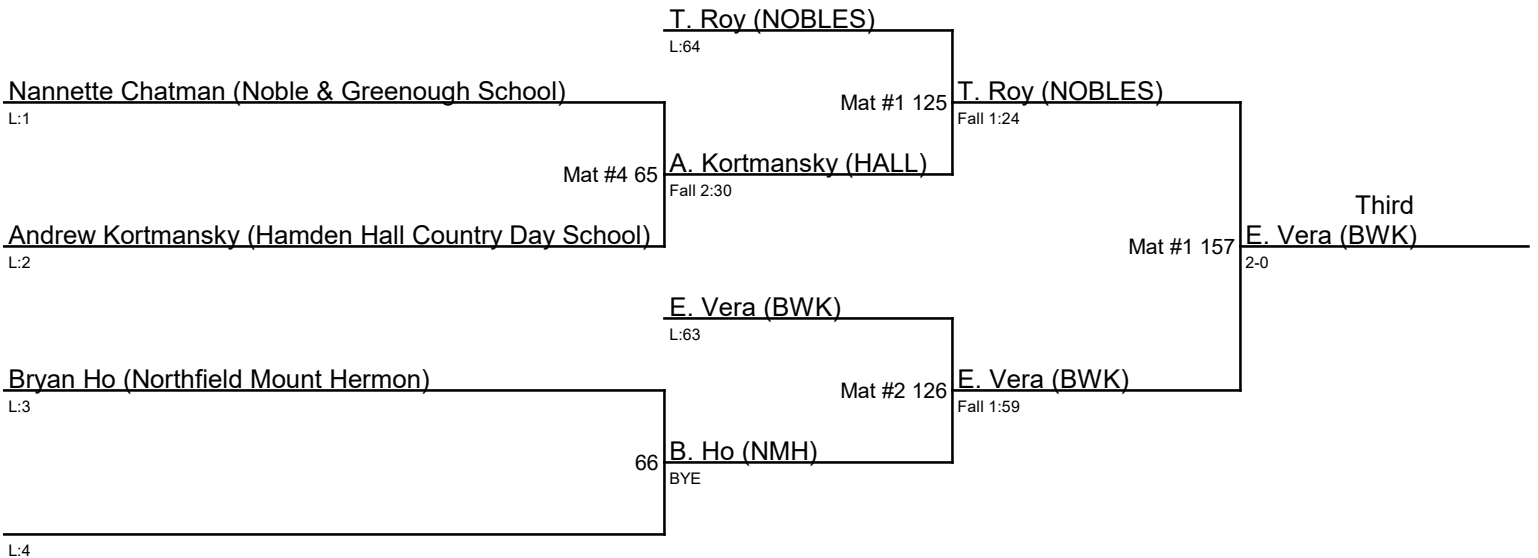 T. Roy (NOBLES)
L:64
Nannette Chatman (Noble & Greenough School)
L:1
Mat #1 125
T. Roy (NOBLES)
Fall 1:24
Mat #4 65
A. Kortmansky (HALL)
Fall 2:30
Third
Andrew Kortmansky (Hamden Hall Country Day School)
L:2
Mat #1 157
E. Vera (BWK)
2-0
E. Vera (BWK)
L:63
Bryan Ho (Northfield Mount Hermon)
L:3
Mat #2 126
E. Vera (BWK)
Fall 1:59
66
B. Ho (NMH)
BYE
L:4